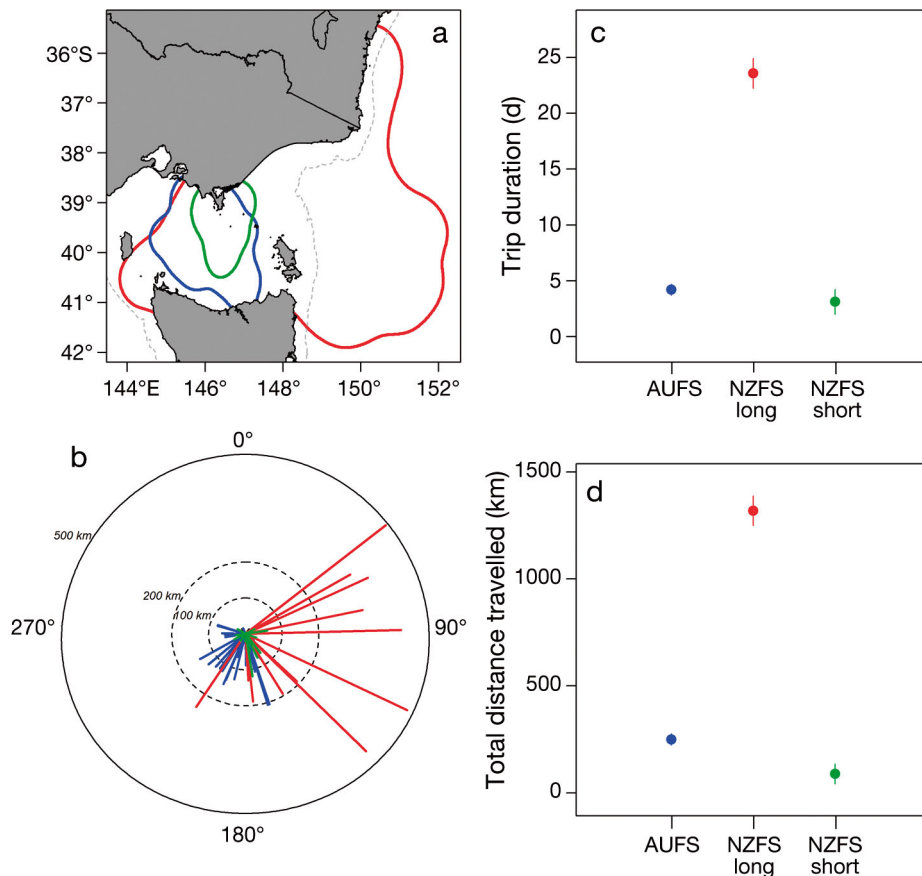 a
36°S
37°
38°
39°
40°
41°
42°
144°E 146° 148° 150° 152°
b
0°
90°
180°
270°
500 km
200 km
100 km
c
Trip duration (d)
25
20
15
10
5
0
AUFS NZFS long NZFS short
d
Total distance travelled (km)
1500
1000
500
0
AUFS NZFS long NZFS short